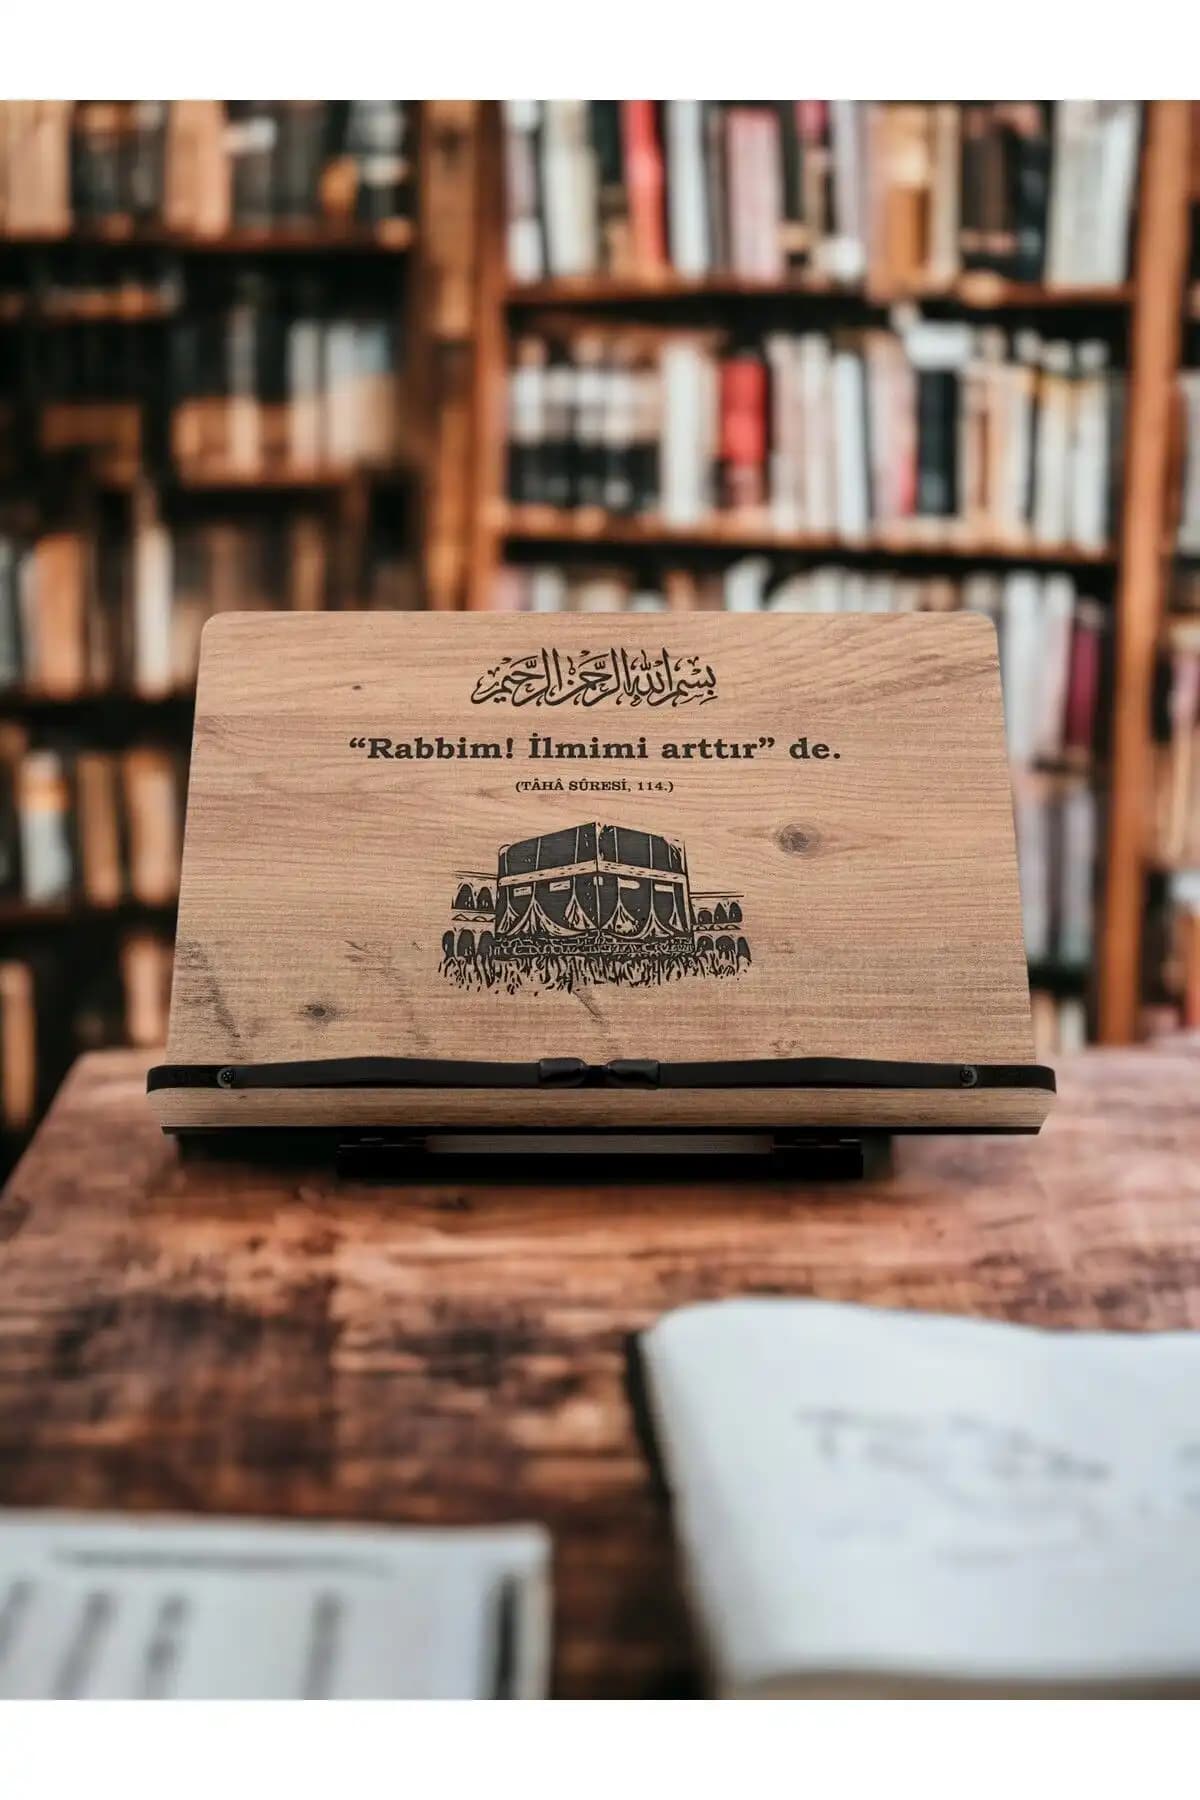 بسم الله الرحمن الرحيم
“Rabbim! İlmimi arttır” de.
(TÂHÂ SÛRESİ, 114.)